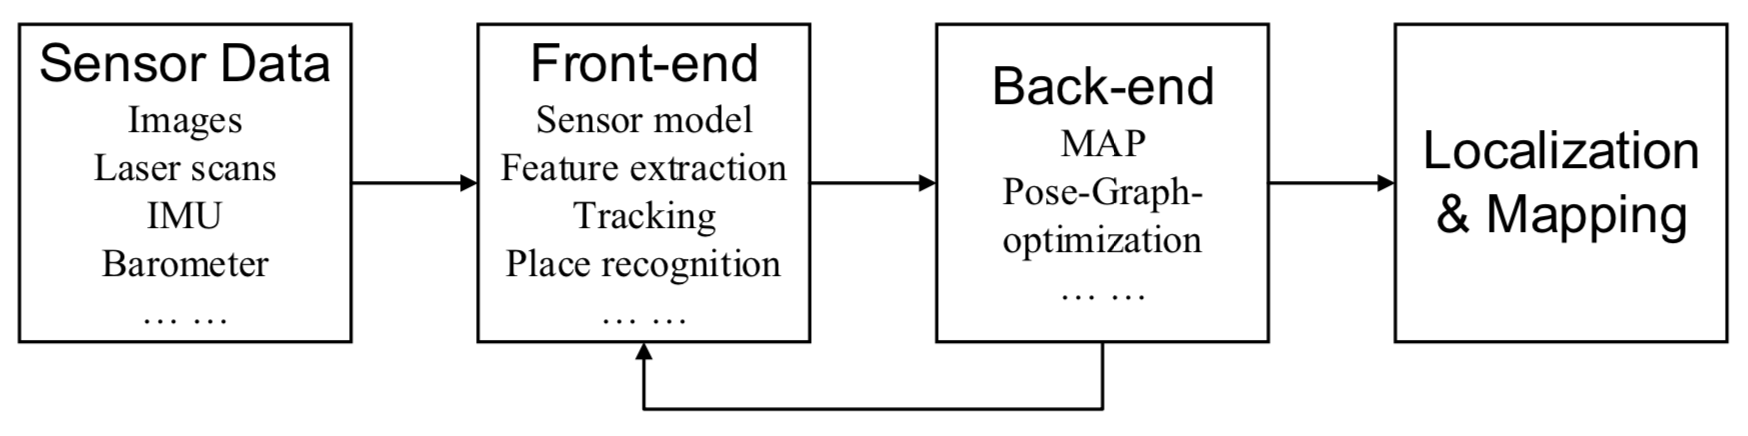 Sensor Data
Images
Laser scans
IMU
Barometer
… …
Front-end
Sensor model
Feature extraction
Tracking
Place recognition
… …
Back-end
MAP
Pose-Graph-
optimization
… …
Localization
& Mapping